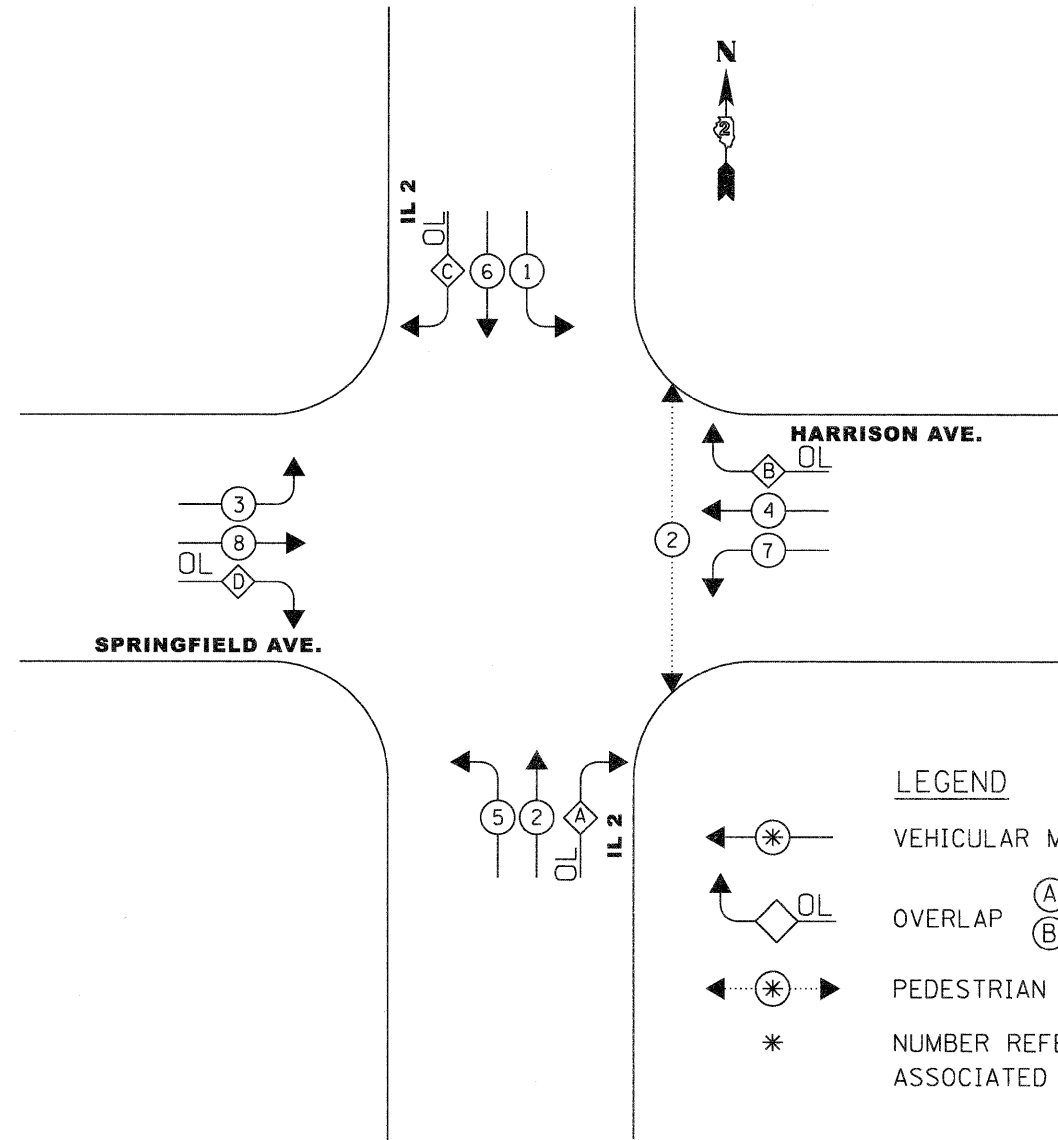 N
2
IL 2
OL
C
6
1
HARRISON AVE.
OL
B
3
4
8
2
7
OL
D
SPRINGFIELD AVE.
5
2
A
OL
IL 2
LEGEND
VEHICULAR M
OL
OVERLAP
A
B
PEDESTRIAN
* NUMBER REFE
ASSOCIATED